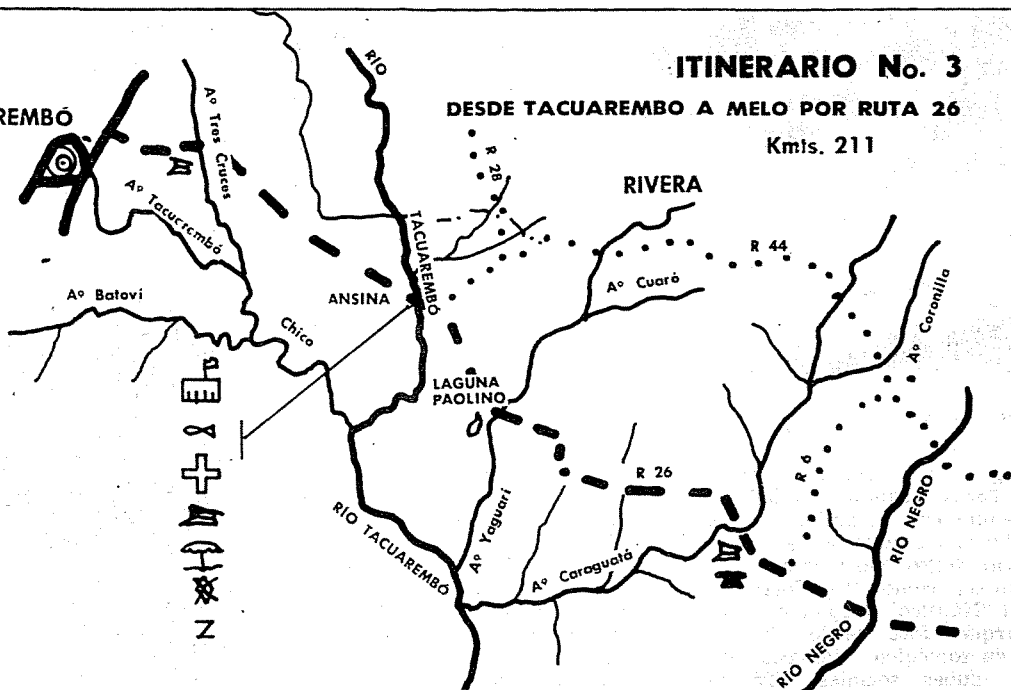 ITINERARIO No. 3
DESDE TACUAREMBO A MELO POR RUTA 26
Kmts. 211
REMBÓ
RIO
TACUAREMBÓ
Aº Tres Cruces
R 28
RIVERA
Aº Tacuarembó
Chico
R 44
Aº Batoví
ANSINA
Aº Cuaró
Aº Coronilla
LAGUNA
PAOLINO
R 26
R 6
RIO TACUAREMBÓ
Aº Yaguarí
Aº Caraguatá
RIO NEGRO
RIO NEGRO